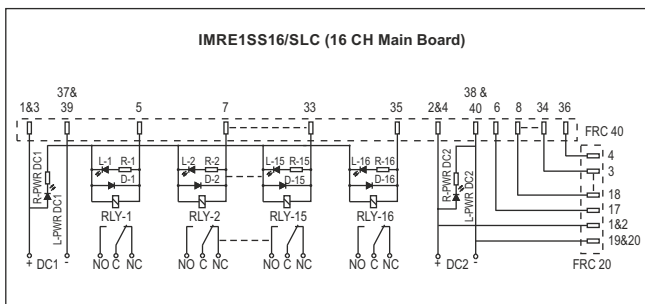 IMRE1SS16/SLC (16 CH Main Board)
37&
38 &
1&3 39 5 7 33 35 2&4 40 6 8 34 36
FRC 40
R-PWR DC1
L-PWR DC1
L-1 R-1
D-1
L-2 R-2
D-2
L-15 R-15
D-15
L-16 R-16
D-16
R-PWR DC2
L-PWR DC2
4
3
18
17
1&2
19&20
RLY-1 RLY-2 RLY-15 RLY-16
NO C NC NO C NC NO C NC NO C NC
+ DC1 -
+ DC2 -
FRC 20